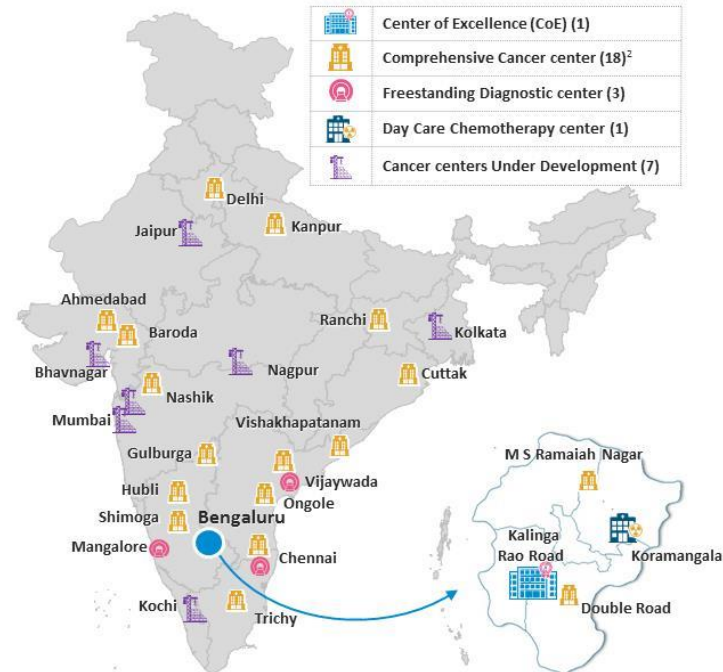 Center of Excellence (CoE) (1)
Comprehensive Cancer center (18)²
Freestanding Diagnostic center (3)
Day Care Chemotherapy center (1)
Cancer centers Under Development (7)
Delhi
Kanpur
Jaipur
Ahmedabad
Baroda
Ranchi
Kolkata
Bhavnagar
Nagpur
Cuttak
Nashik
Mumbai
Vishakhapatanam
Gulburga
Vijaywada
Hubli
Ongole
Shimoga
Bengaluru
Mangalore
Chennai
Kochi
Trichy
M S Ramaiah Nagar
Kalinga
Rao Road
Koramangala
Double Road